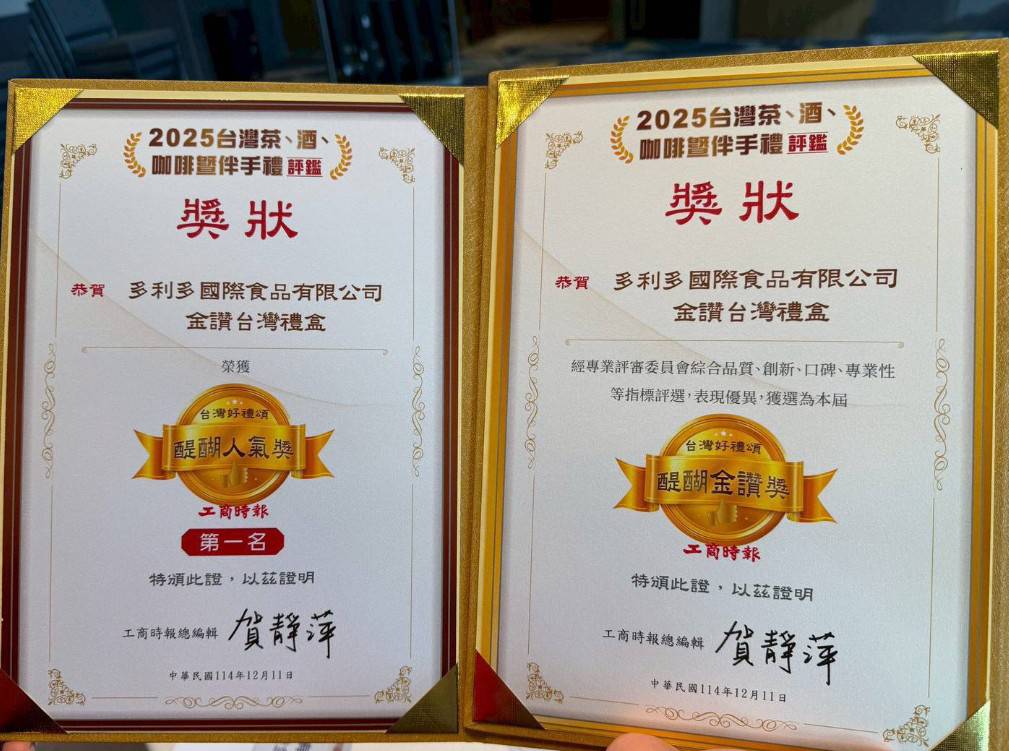 2025台灣茶、酒、
咖啡暨伴手禮 評鑑
獎狀
恭賀 多利多國際食品有限公司
金讚台灣禮盒
榮獲
台灣好禮頌
醍醐人氣獎
工商時報
第一名
特頒此證，以茲證明
工商時報總編輯 賀靜萍
中華民國114年12月11日
2025台灣茶、酒、
咖啡暨伴手禮 評鑑
獎狀
恭賀 多利多國際食品有限公司
金讚台灣禮盒
經專業評審委員會綜合品質、創新、口碑、專業性
等指標評選，表現優異，獲選為本屆
台灣好禮頌
醍醐金讚獎
工商時報
特頒此證，以茲證明
工商時報總編輯 賀靜萍
中華民國114年12月11日